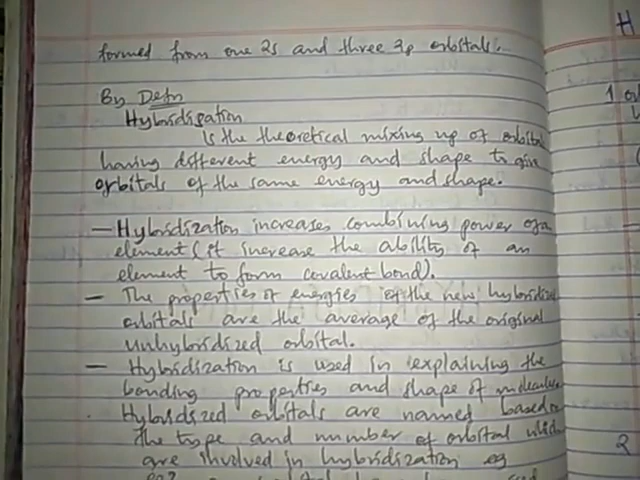 formed from one 2s and three 2p orbitals.
By Defn
Hybridization
is the theoretical mixing up of orbital
having different energy and shape to give
orbitals of the same energy and shape.
— Hybridization increases combining power of a
element (it increase the ability of an
element to form covalent bond).
— The properties of energies of the new hybridized
orbitals are the average of the original
unhybridized orbital.
— Hybridization is used in explaining the
bonding properties and shape of molecules
Hybridized orbitals are named based
the type and number of orbital which
are involved in hybridization eg
H
1
2